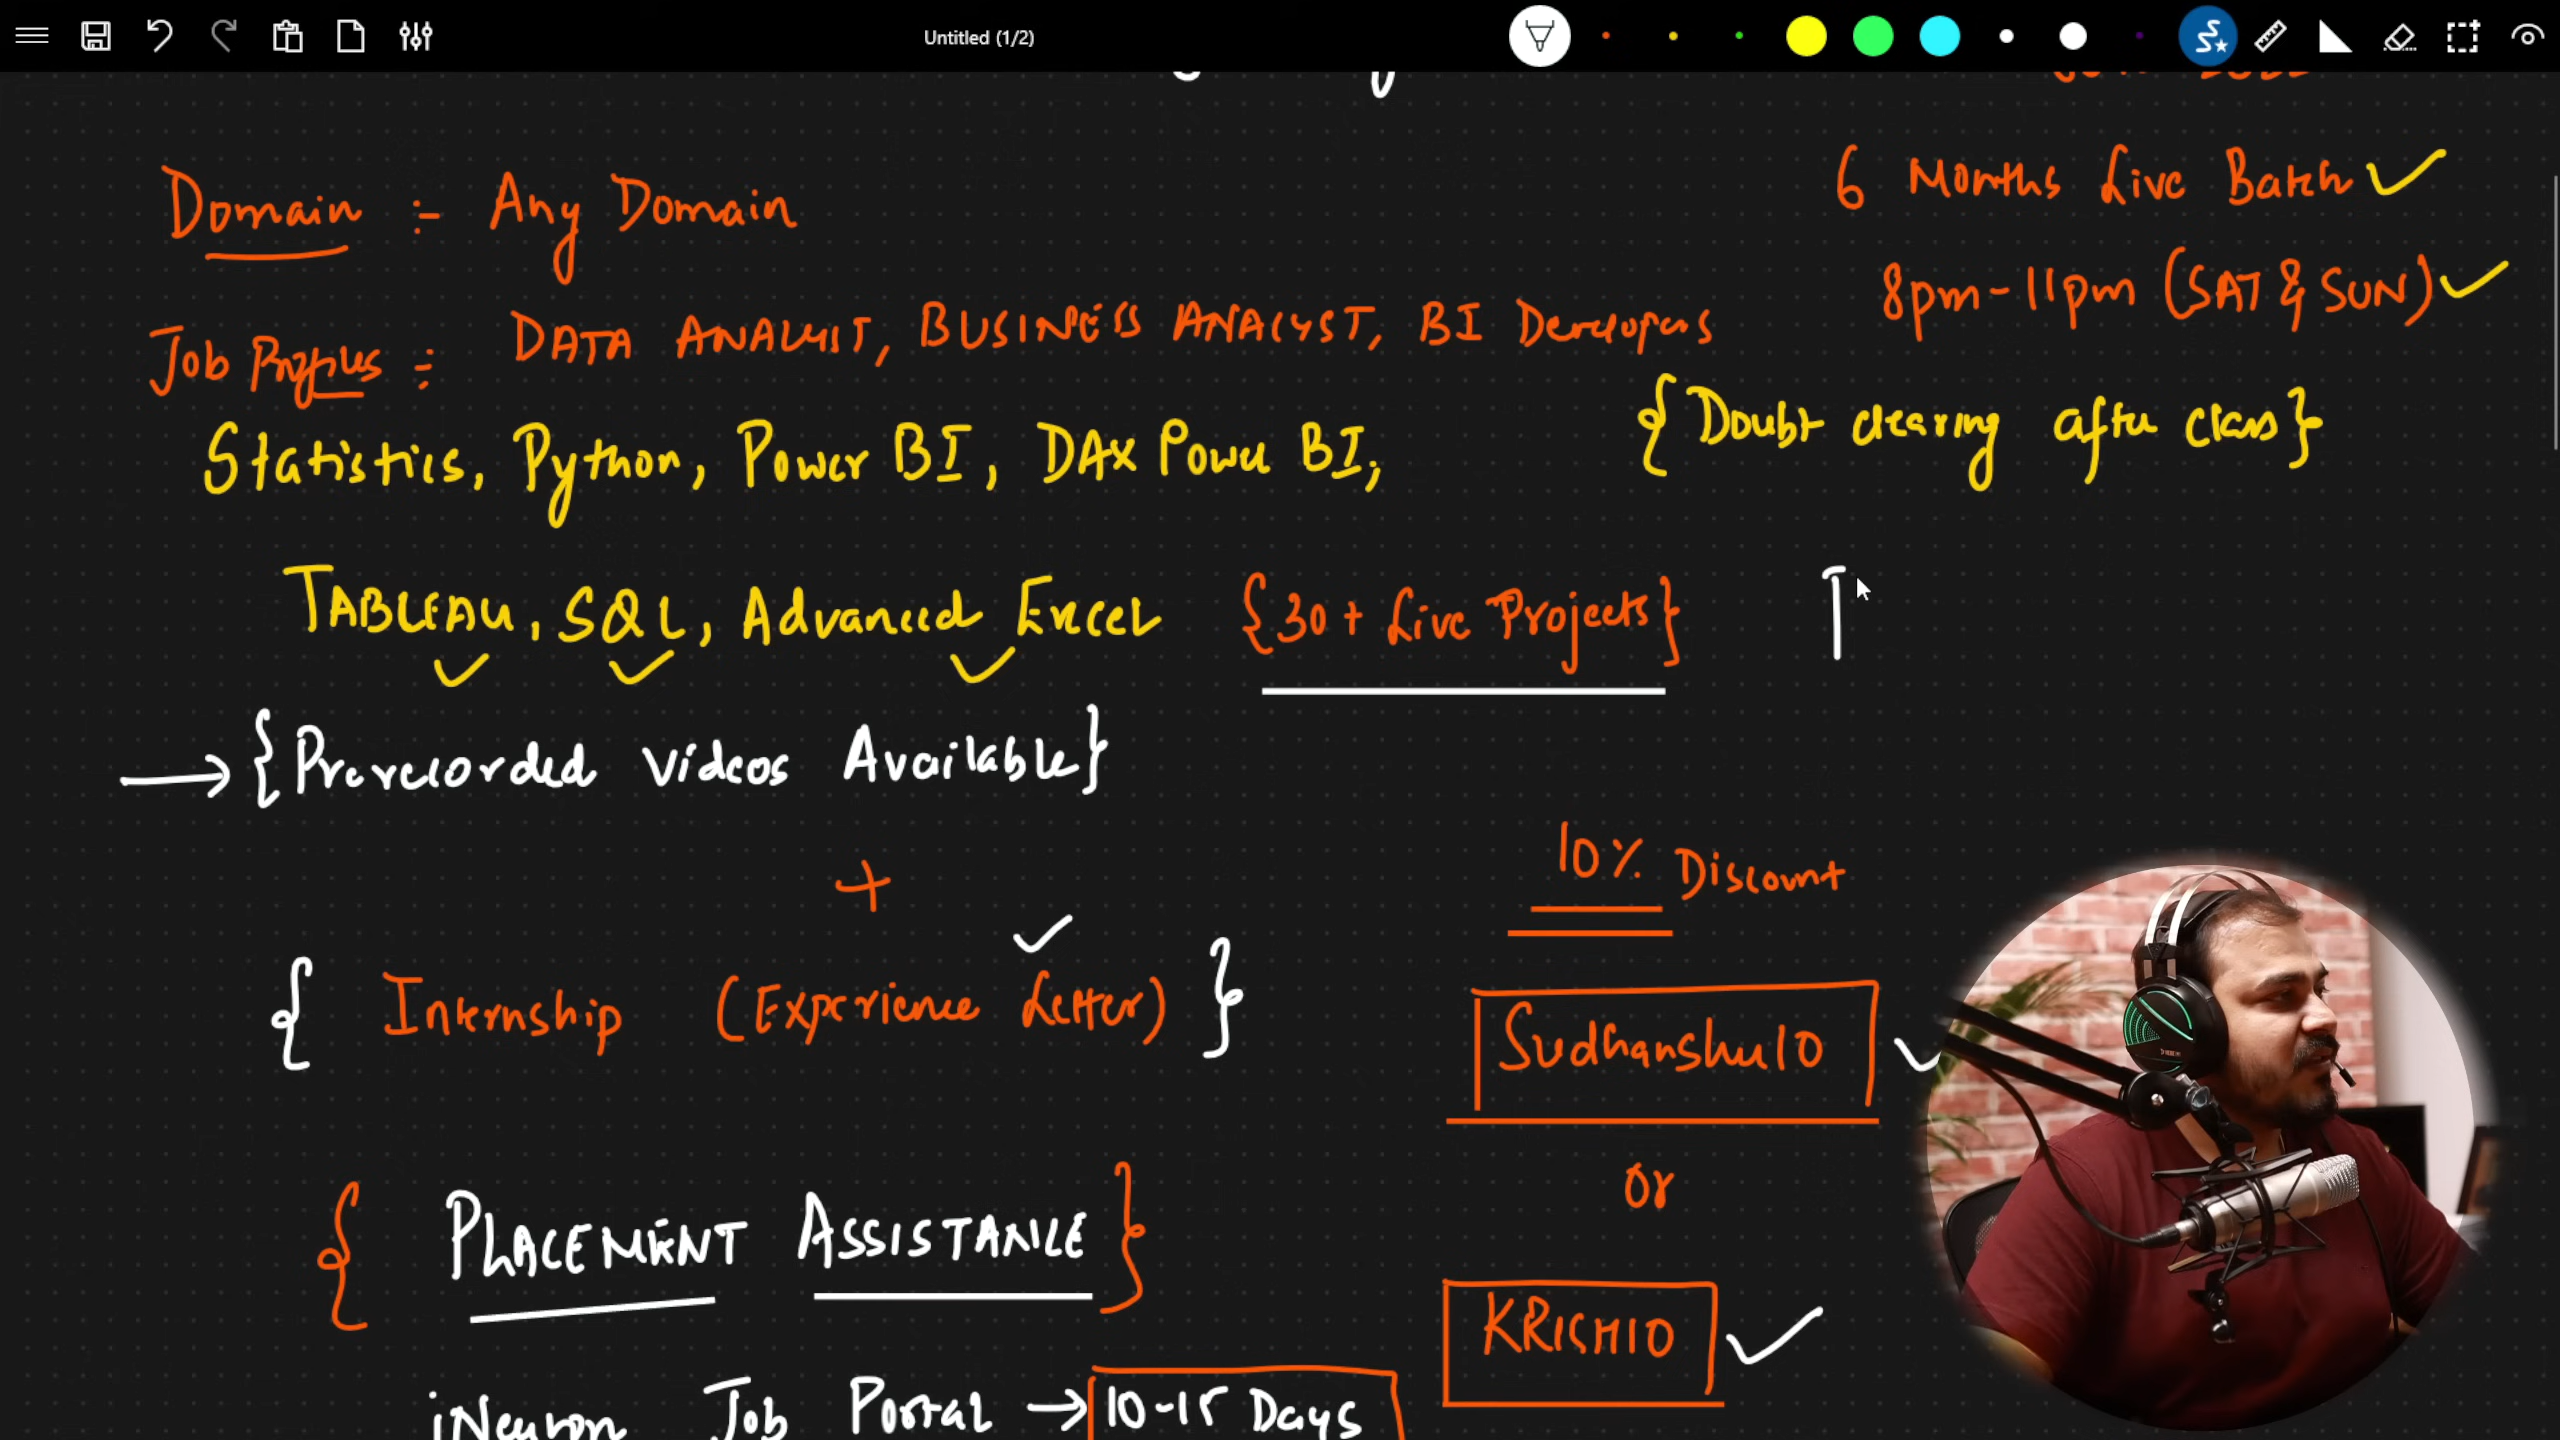 Untitled (1/2)
6 Months Live Batch
Domain :- Any Domain
8pm-11pm (SAT & SUN)
Job Profiles :- DATA ANALYST, BUSINESS ANALYST, BI Developers
{Doubt clearing after class}
Statistics, Python, Power BI, DAX Power BI,
TABLEAU, SQL, Advanced Excel {30+ Live Projects}
→ {Prerecorded Videos Available}
+
10% Discount
{ Internship (Experience Letter) }
Sudhanshu10
or
{ PLACEMENT ASSISTANCE }
KRISH10
iNeuron Job Portal → 10-15 Days